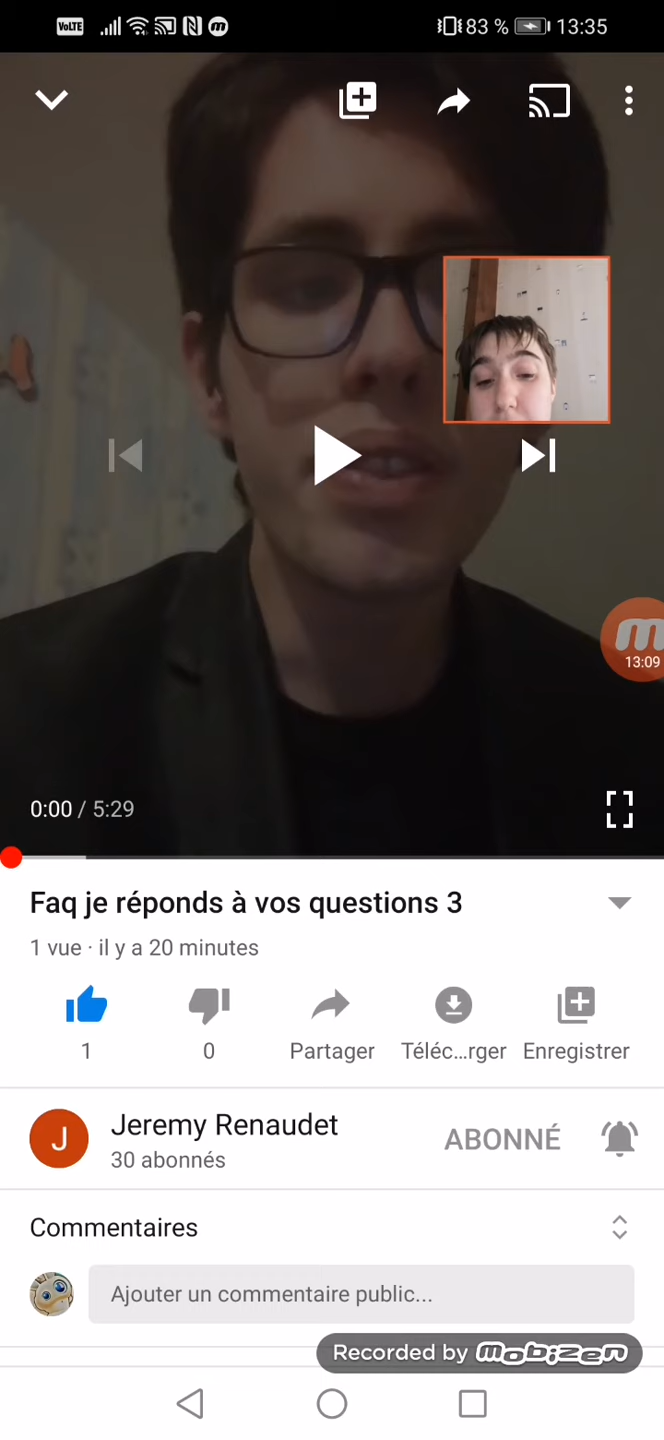 VoLTE 83 % 13:35
13:09
0:00 / 5:29
Faq je réponds à vos questions 3
1 vue · il y a 20 minutes
1 0 Partager Téléc...rger Enregistrer
J Jeremy Renaudet ABONNÉ
30 abonnés
Commentaires
Ajouter un commentaire public...
Recorded by mobizen